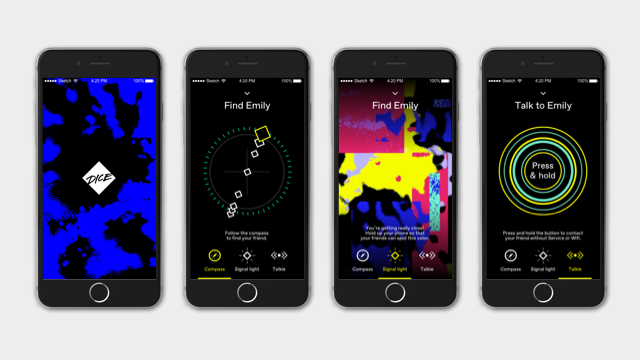 Sketch 4:20 PM 100%
DICE
Sketch 4:20 PM 100%
Find Emily
Follow the compass
to find your friend.
Compass Signal light Talkie
Sketch 4:20 PM 100%
Find Emily
You're getting really close!
Hold up your phone so that
your friends can spot this color.
Compass Signal light Talkie
Sketch 4:20 PM 100%
Talk to Emily
Press
& hold
Press and hold the button to contact
your friend without Service or Wifi.
Compass Signal light Talkie